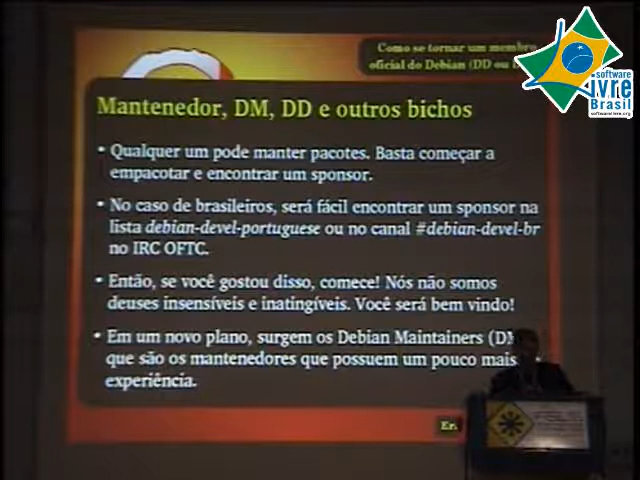 Como se tornar um membro
oficial do Debian (DD ou
Mantenedor, DM, DD e outros bichos
• Qualquer um pode manter pacotes. Basta começar a
empacotar e encontrar um sponsor.
• No caso de brasileiros, será fácil encontrar um sponsor na
lista debian-devel-portuguese ou no canal #debian-devel-br
no IRC OFTC.
• Então, se você gostou disso, comece! Nós não somos
deuses insensíveis e inatingíveis. Você será bem vindo!
• Em um novo plano, surgem os Debian Maintainers (DM
que são os mantenedores que possuem um pouco mais
experiência.
software
livre
Brasil
softwarelivre.org